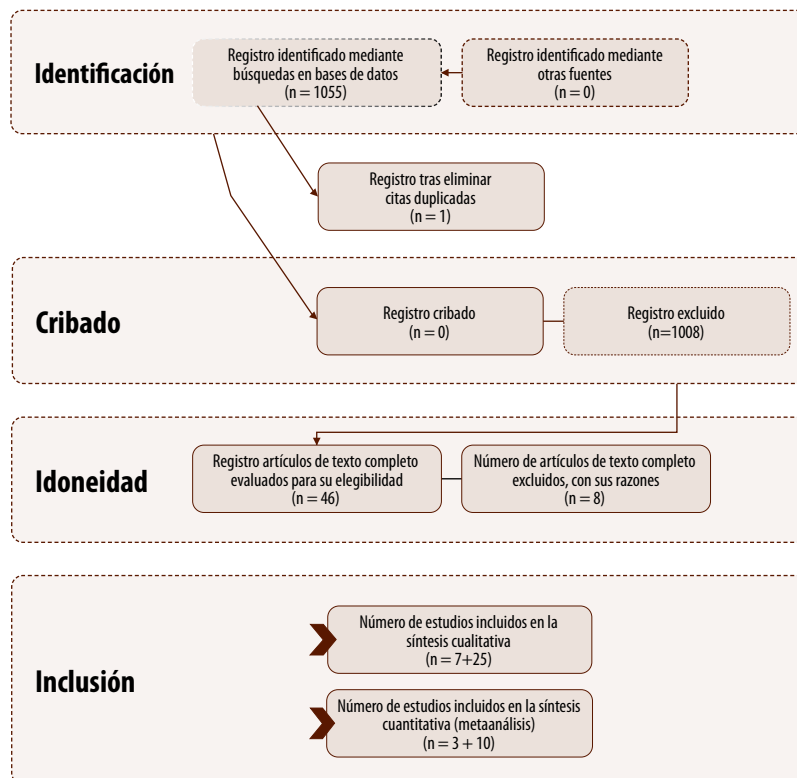 Identificación
Registro identificado mediante
búsquedas en bases de datos
(n = 1055)
Registro identificado mediante
otras fuentes
(n = 0)
Registro tras eliminar
citas duplicadas
(n = 1)
Cribado
Registro cribado
(n = 0)
Registro excluido
(n=1008)
Idoneidad
Registro artículos de texto completo
evaluados para su elegibilidad
(n = 46)
Número de artículos de texto completo
excluidos, con sus razones
(n = 8)
Inclusión
Número de estudios incluidos en la
síntesis cualitativa
(n = 7+25)
Número de estudios incluidos en la síntesis
cuantitativa (metaanálisis)
(n = 3 + 10)